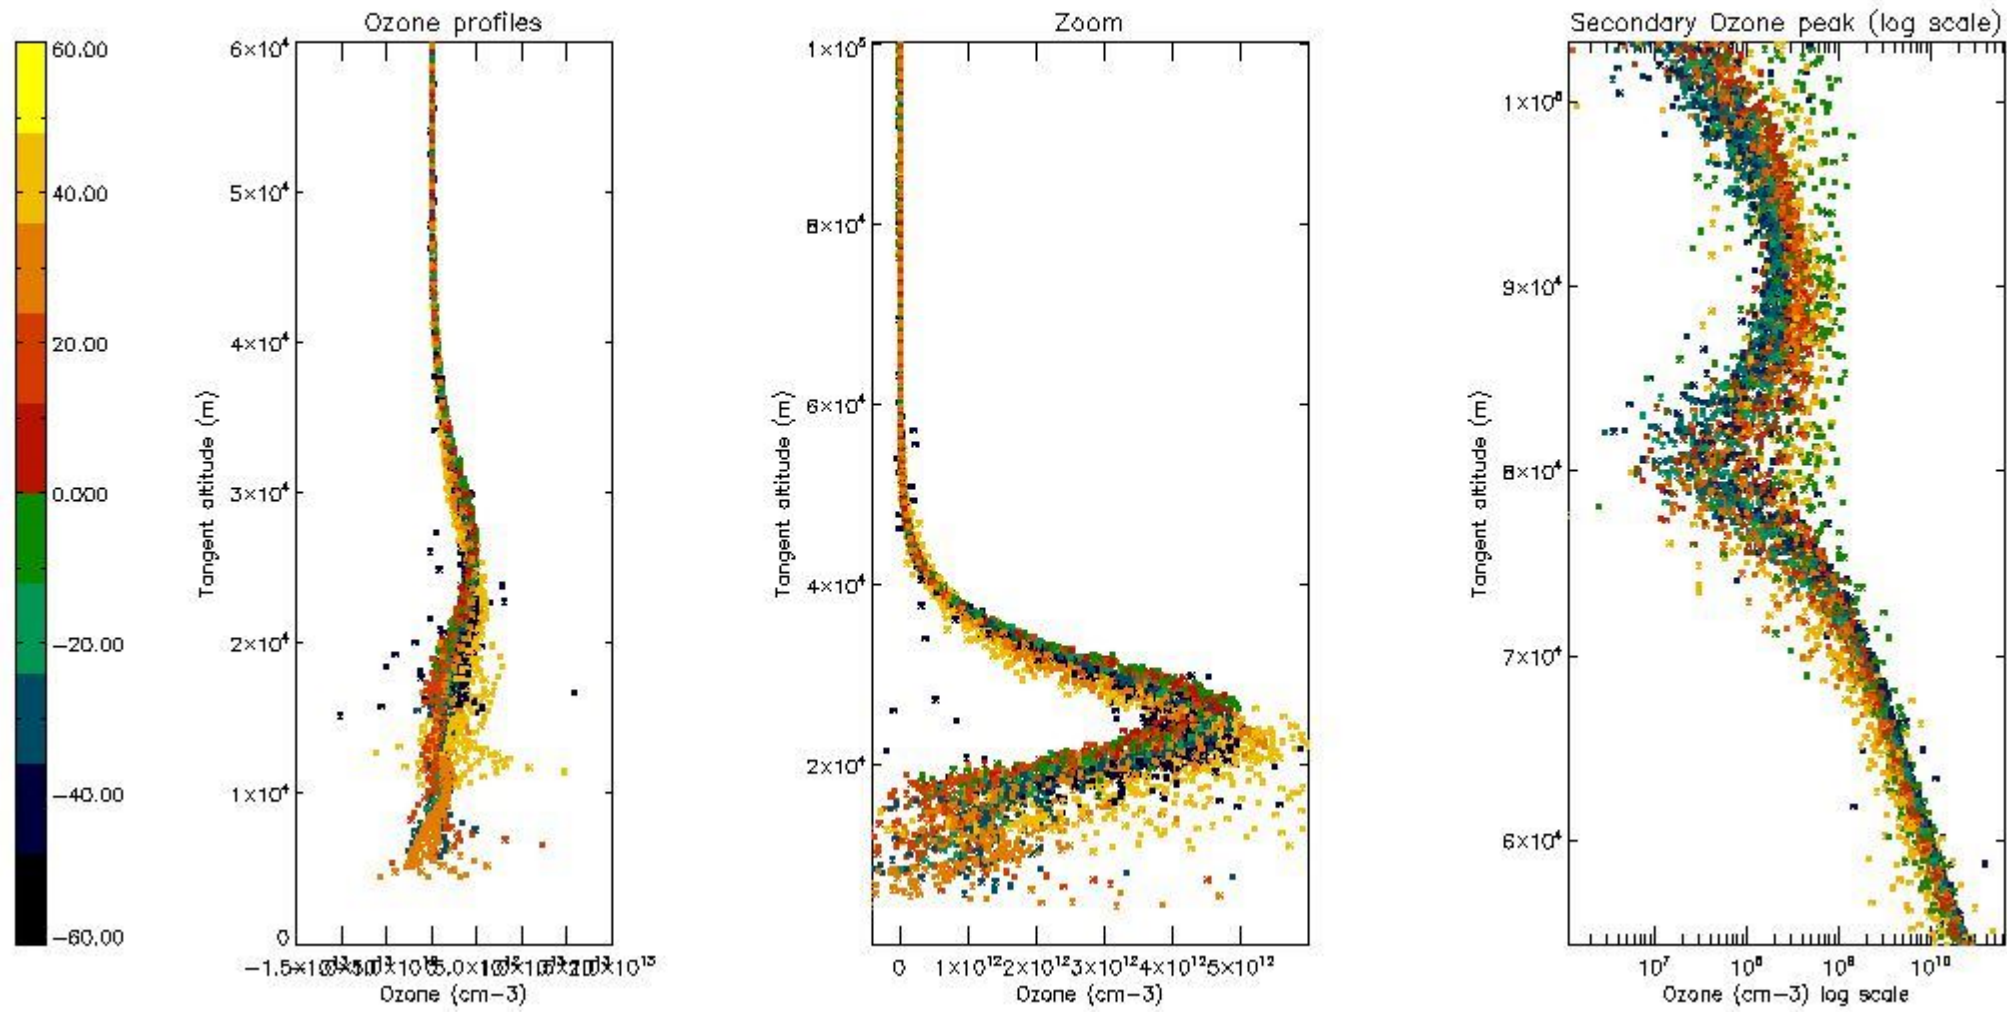 Ozone profiles
Zoom
Secondary Ozone peak (log scale)
60.00
40.00
20.00
0.000
−20.00
−40.00
−60.00
6×10⁴
5×10⁴
4×10⁴
3×10⁴
2×10⁴
1×10⁴
0
Tangent altitude (m)
Ozone (cm−3)
1×10⁵
8×10⁴
6×10⁴
4×10⁴
2×10⁴
Tangent altitude (m)
0 1×10¹² 2×10¹² 3×10¹² 4×10¹² 5×10¹²
Ozone (cm−3)
9×10⁴
8×10⁴
7×10⁴
6×10⁴
Tangent altitude (m)
10⁷ 10⁸ 10⁹ 10¹⁰
Ozone (cm−3) log scale